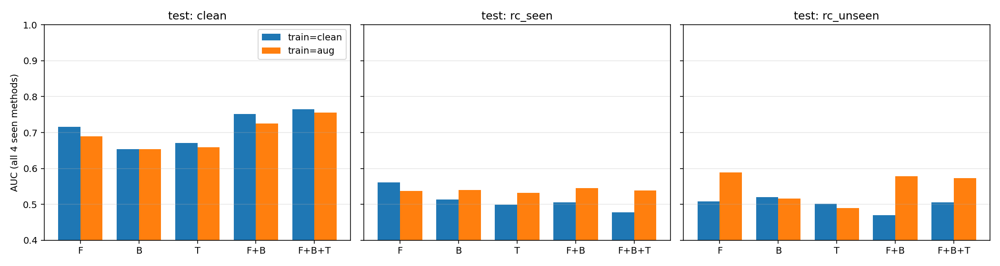 test: clean
test: rc_seen
test: rc_unseen
AUC (all 4 seen methods)
1.0
0.9
0.8
0.7
0.6
0.5
0.4
train=clean
train=aug
F B T F+B F+B+T
F B T F+B F+B+T
F B T F+B F+B+T